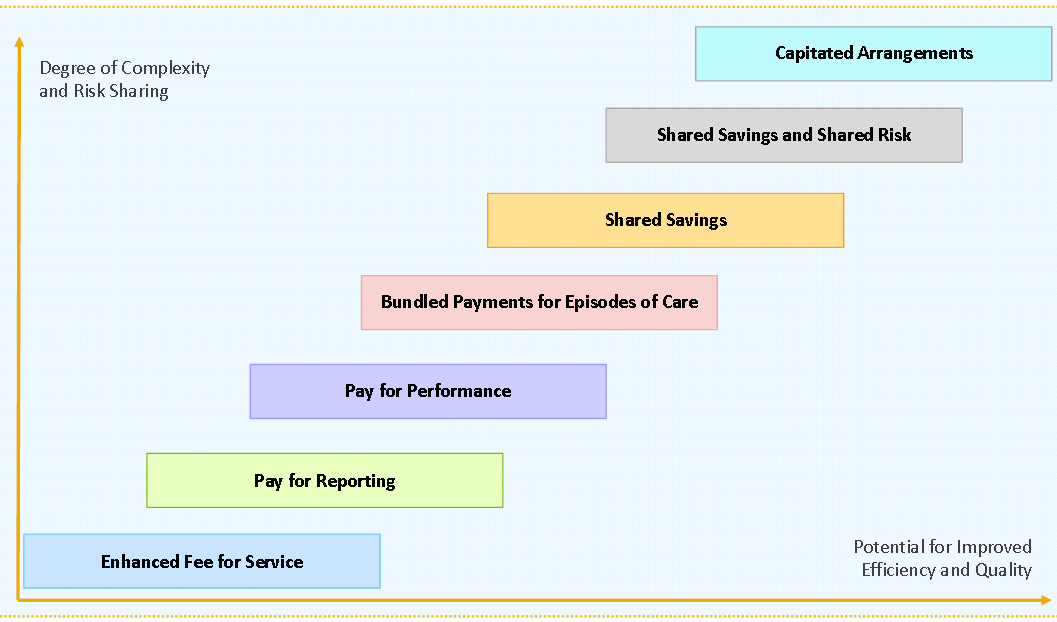 Capitated Arrangements
Degree of Complexity
and Risk Sharing
Shared Savings and Shared Risk
Shared Savings
Bundled Payments for Episodes of Care
Pay for Performance
Pay for Reporting
Enhanced Fee for Service
Potential for Improved
Efficiency and Quality